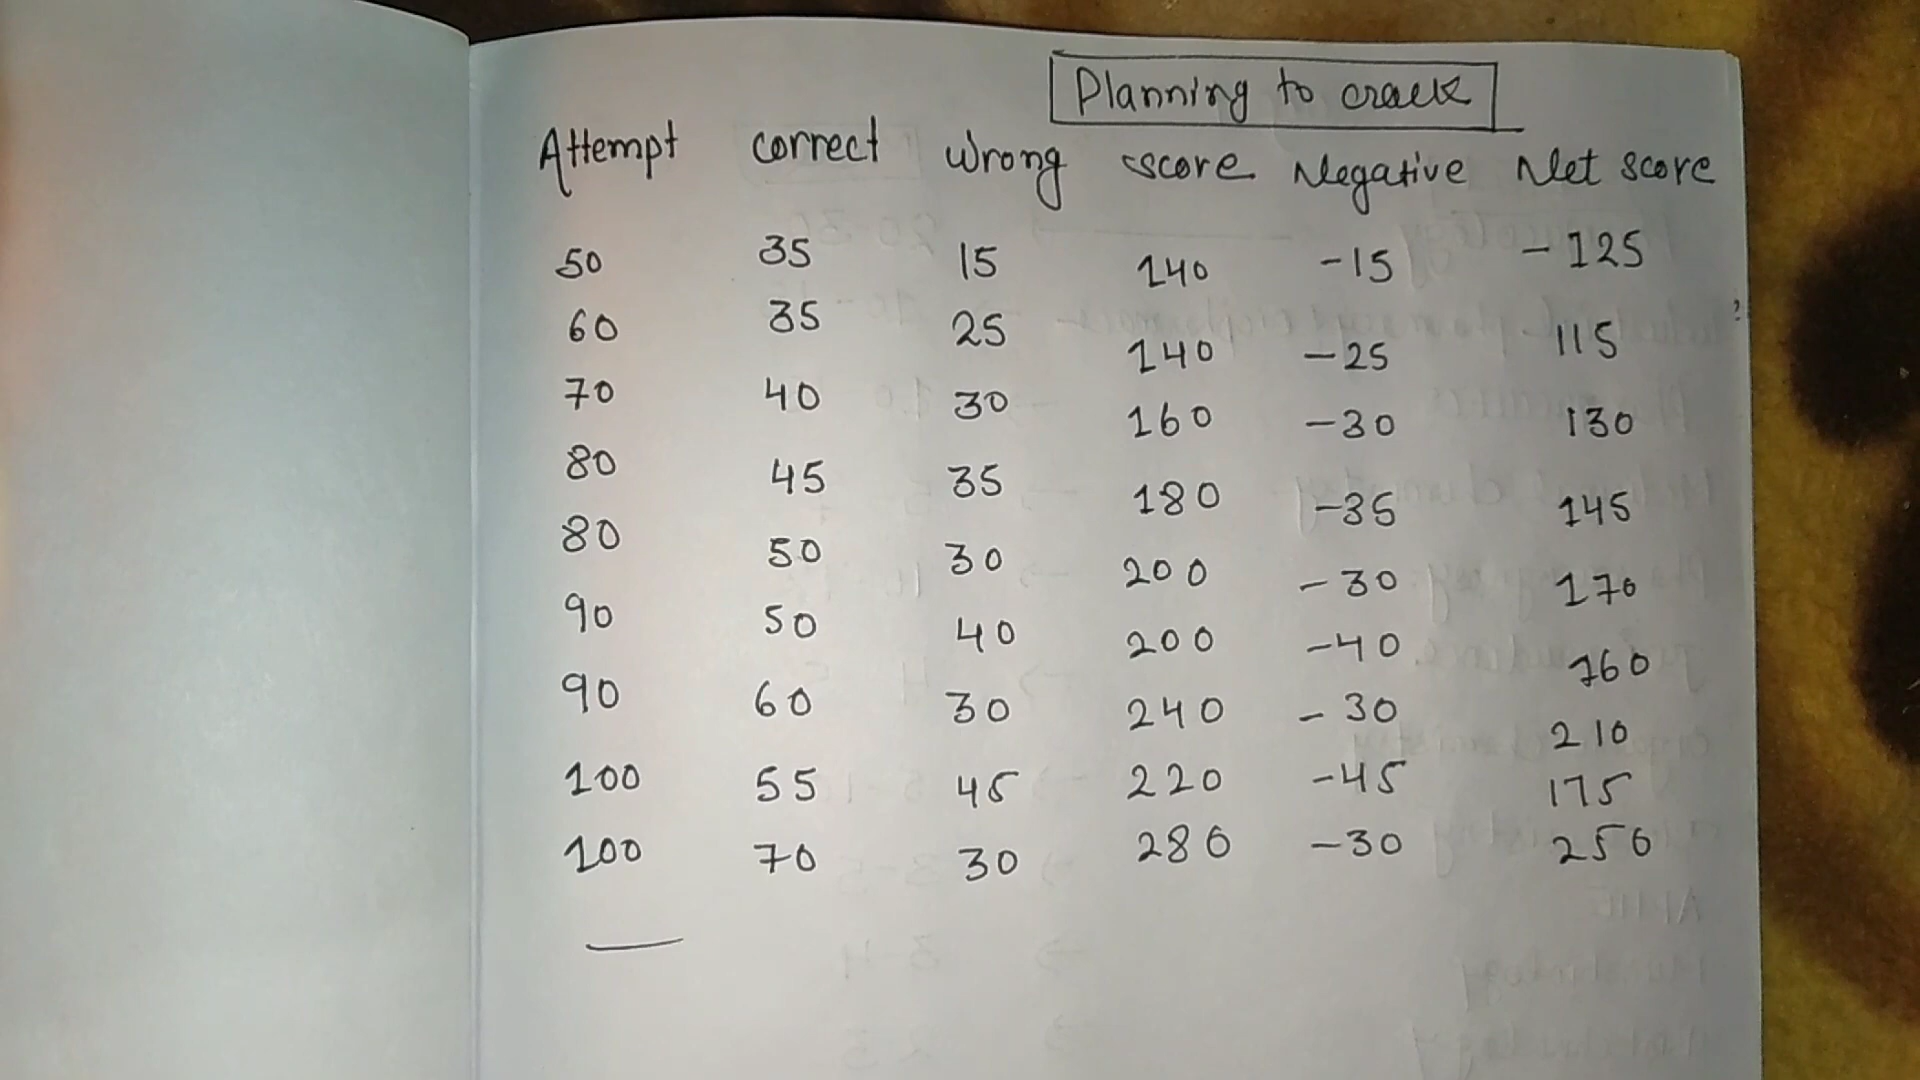 Planning to crack
Attempt correct wrong score Negative Net score
50 35 15 140 -15 - 125
60 35 25 140 -25 115
70 40 30 160 -30 130
80 45 35 180 -35 145
80 50 30 200 -30 170
90 50 40 200 -40 160
90 60 30 240 -30 210
100 55 45 220 -45 175
100 70 30 280 -30 250